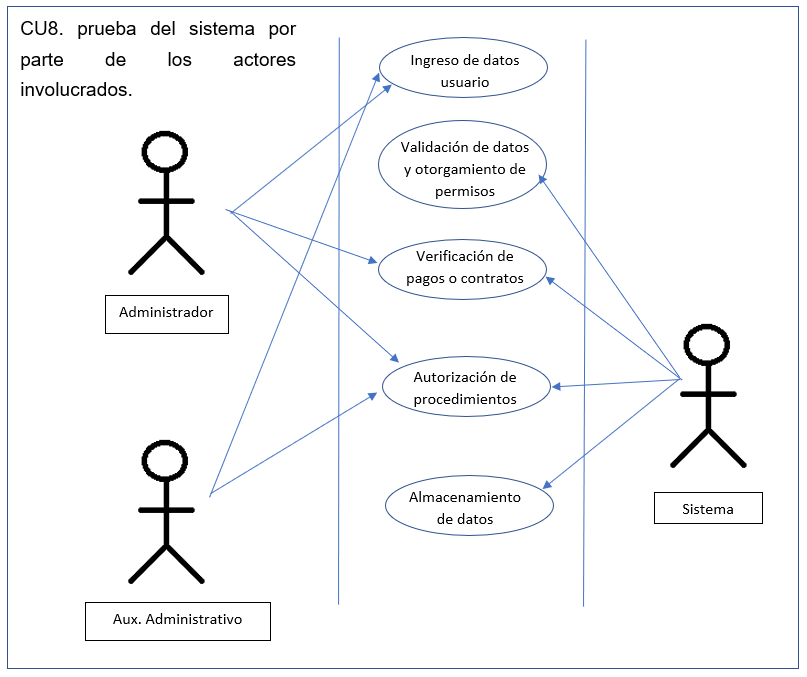 CU8. prueba del sistema por
parte de los actores
involucrados.
Ingreso de datos
usuario
Validación de datos
y otorgamiento de
permisos
Verificación de
pagos o contratos
Administrador
Autorización de
procedimientos
Almacenamiento
de datos
Sistema
Aux. Administrativo